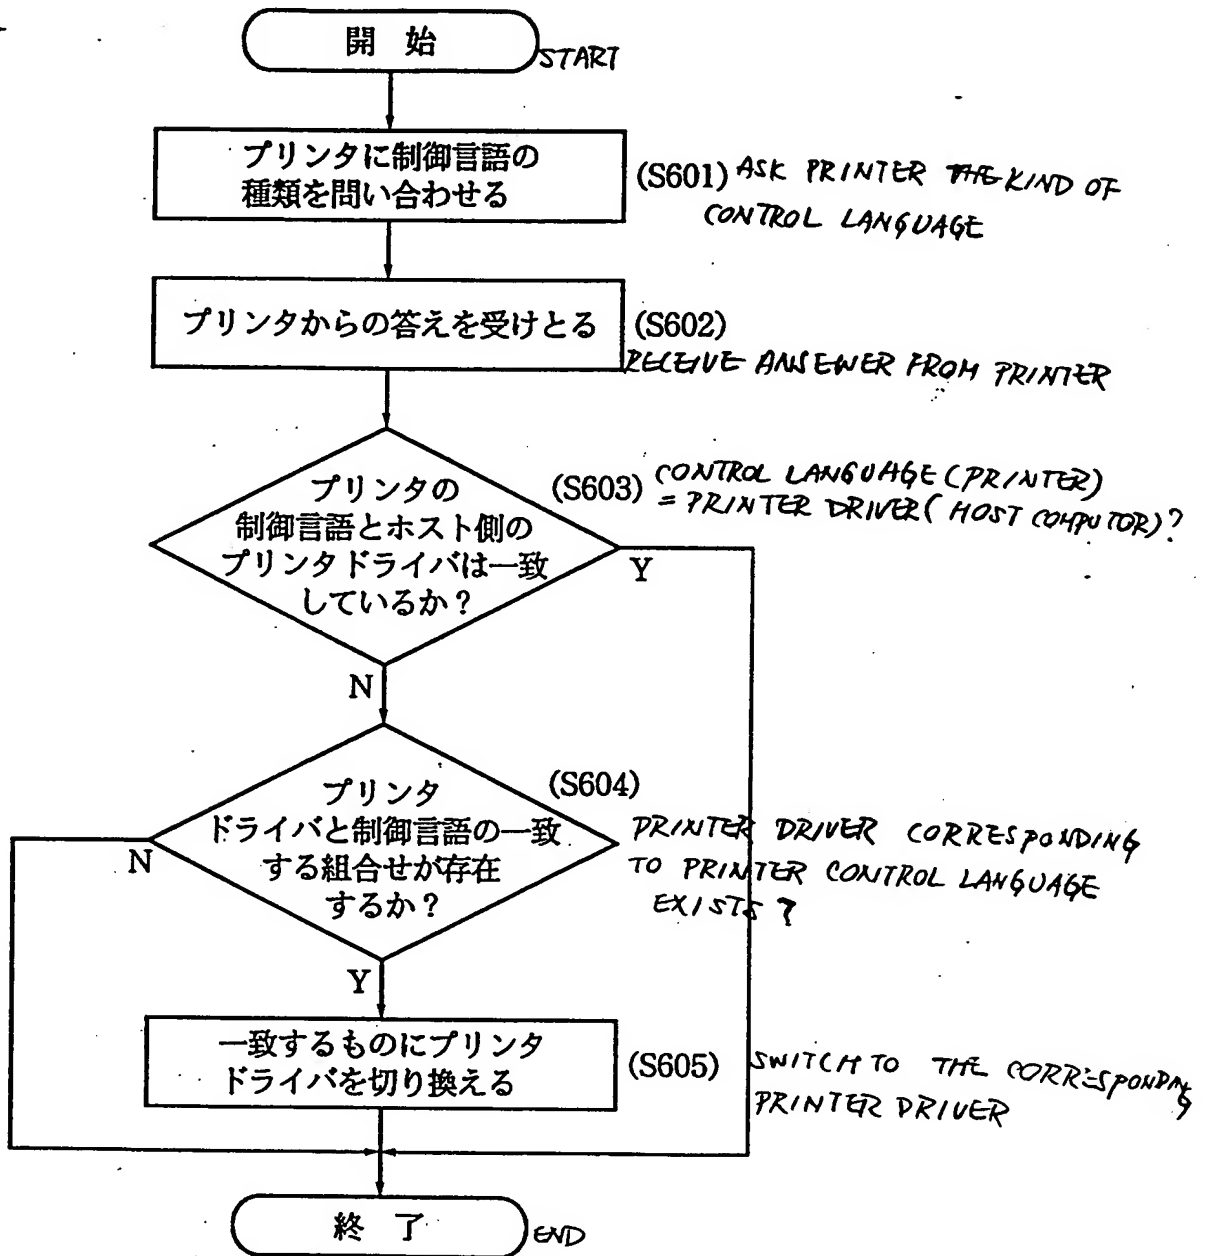 開 始
START
プリンタに制御言語の
種類を問い合わせる
(S601) ASK PRINTER THE KIND OF
CONTROL LANGUAGE
プリンタからの答えを受けとる
(S602)
RECEIVE ANSEWER FROM PRINTER
プリンタの
制御言語とホスト側の
プリンタドライバは一致
しているか？
(S603) CONTROL LANGUAGE (PRINTER)
= PRINTER DRIVER (HOST COMPUTOR)?
Y
N
プリンタ
ドライバと制御言語の一致
する組合せが存在
するか？
(S604)
PRINTER DRIVER CORRESPONDING
TO PRINTER CONTROL LANGUAGE
EXISTS ?
N
Y
一致するものにプリンタ
ドライバを切り換える
(S605) SWITCH TO THE CORRESPONDING
PRINTER DRIVER
終 了
END